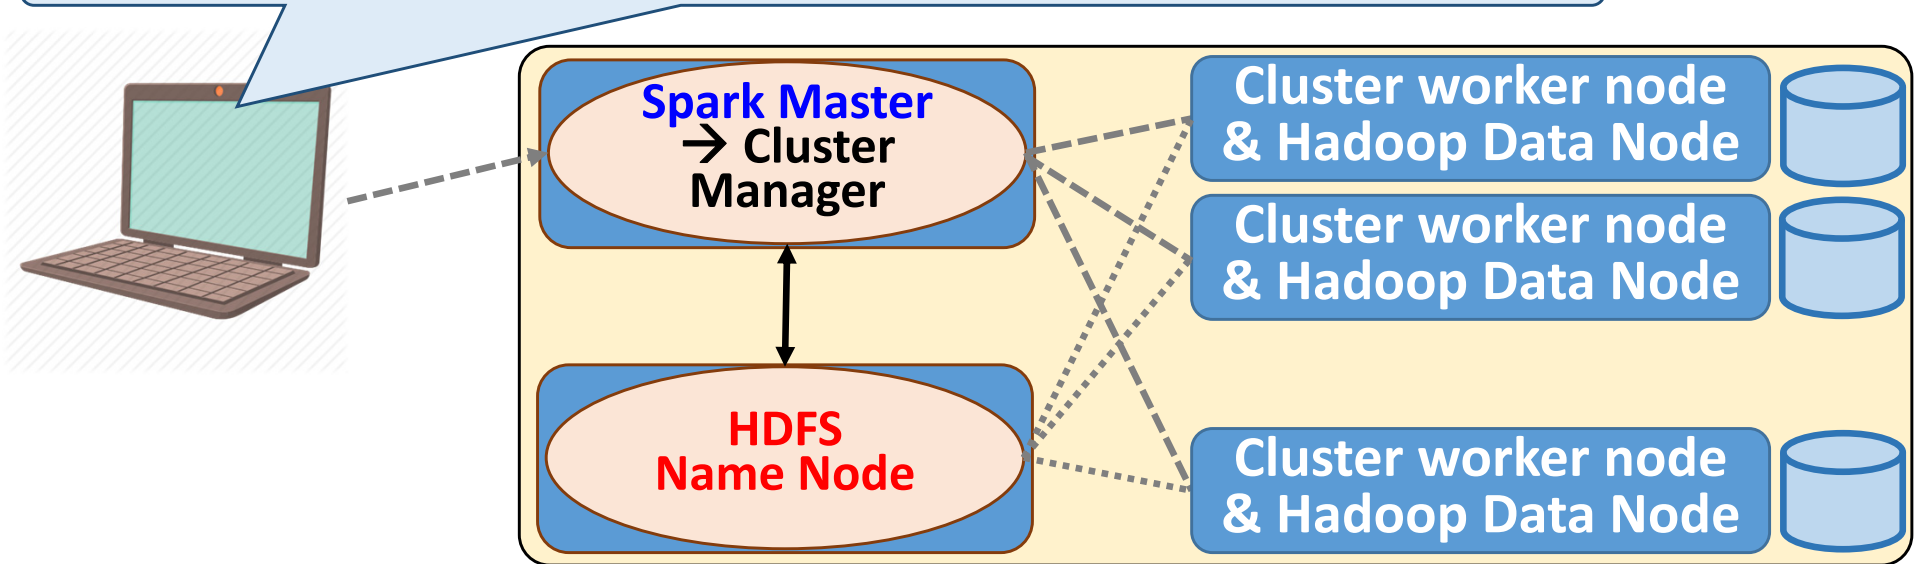 Spark Master
→ Cluster
Manager
HDFS
Name Node
Cluster worker node
& Hadoop Data Node
Cluster worker node
& Hadoop Data Node
Cluster worker node
& Hadoop Data Node